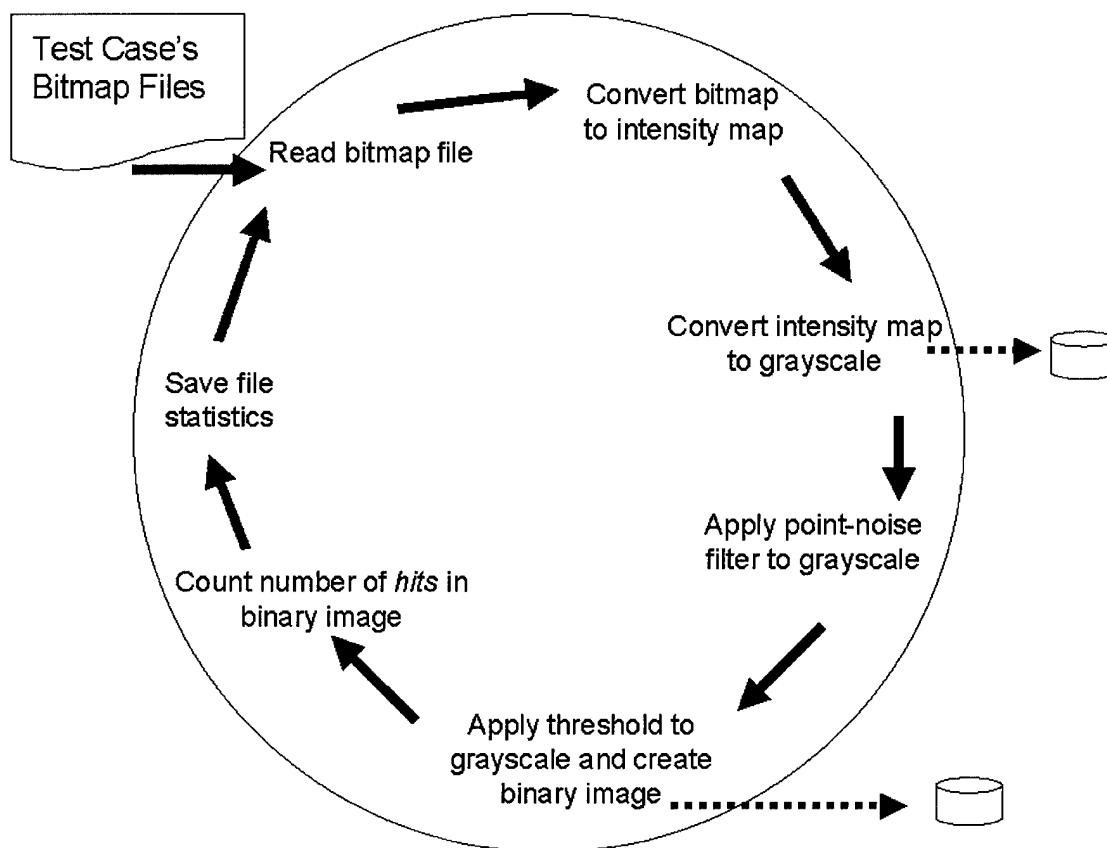 Test Case's
Bitmap Files
Read bitmap file
Convert bitmap
to intensity map
Convert intensity map
to grayscale
Apply point-noise
filter to grayscale
Apply threshold to
grayscale and create
binary image
Count number of hits in
binary image
Save file
statistics